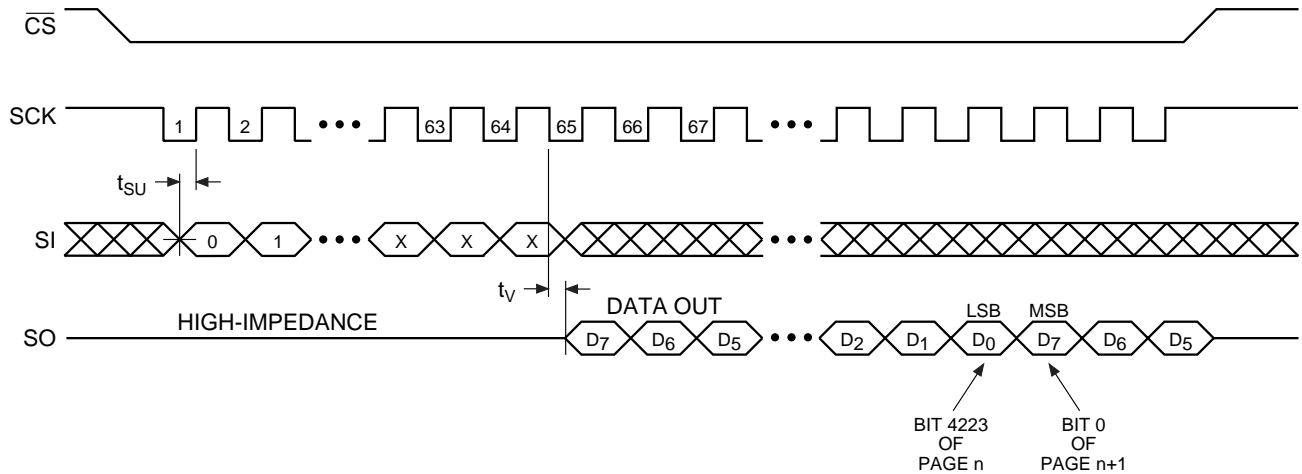 CS
SCK
1 2 63 64 65 66 67
tSU
SI
0 1 X X X
tV
DATA OUT
HIGH-IMPEDANCE
LSB MSB
SO
D7 D6 D5 D2 D1 D0 D7 D6 D5
BIT 4223
OF
PAGE n
BIT 0
OF
PAGE n+1